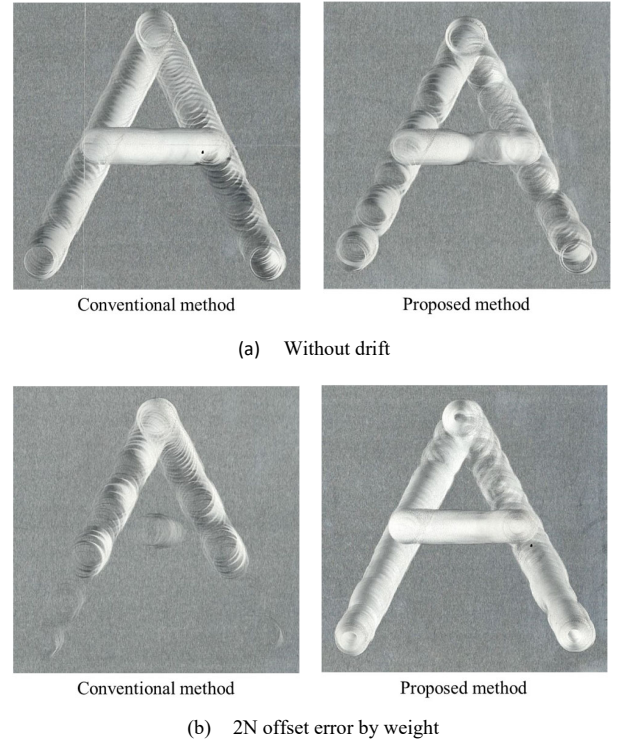 A
A
Conventional method
Proposed method
(a) Without drift
A
A
Conventional method
Proposed method
(b) 2N offset error by weight